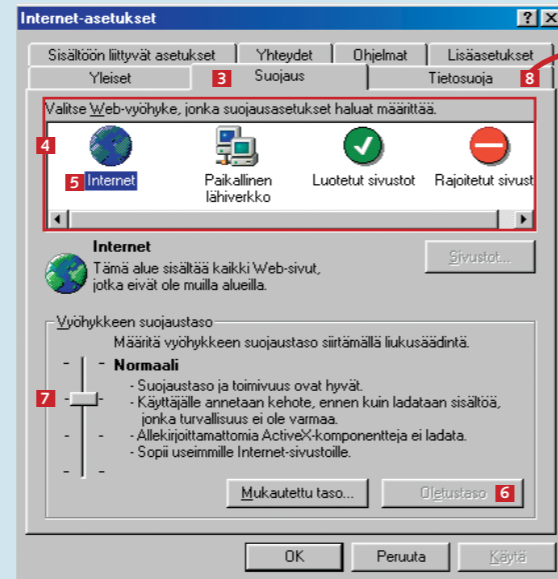 Internet-asetukset
Sisältöön liittyvät asetukset Yhteydet Ohjelmat Lisäasetukset
Yleiset 3 Suojaus Tietosuoja 8
Valitse Web-vyöhyke, jonka suojausasetukset haluat määrittää.
4
5 Internet Paikallinen lähiverkko Luotetut sivustot Rajoitetut sivust
Internet
Tämä alue sisältää kaikki Web-sivut,
jotka eivät ole muilla alueilla.
Sivustot...
Vyöhykkeen suojaustaso
Määritä vyöhykkeen suojaustaso siirtämällä liukusäädintä.
Normaali
- Suojaustaso ja toimivuus ovat hyvät.
7
- Käyttäjälle annetaan kehote, ennen kuin ladataan sisältöä,
jonka turvallisuus ei ole varmaa.
- Allekirjoittamattomia ActiveX-komponentteja ei ladata.
- Sopii useimmille Internet-sivustoille.
Mukautettu taso... Oletustaso 6
OK Peruuta Käytä